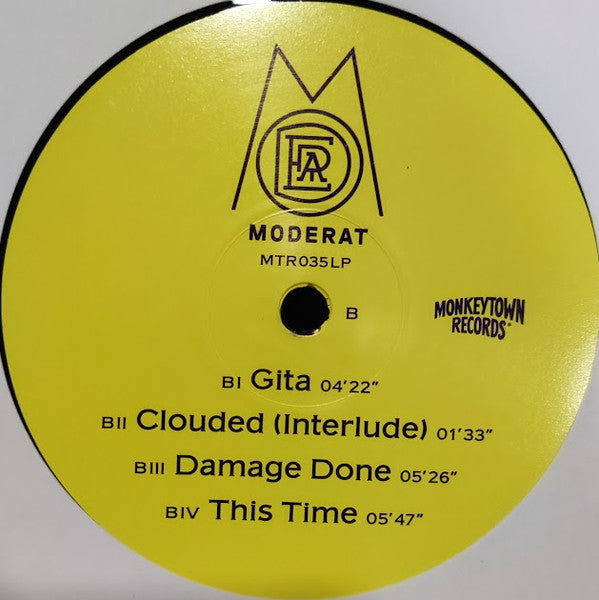 MODERAT
MTR035LP
B
MONKEYTOWN
RECORDS®
BI Gita 04'22"
BII Clouded (Interlude) 01'33"
BIII Damage Done 05'26"
BIV This Time 05'47"